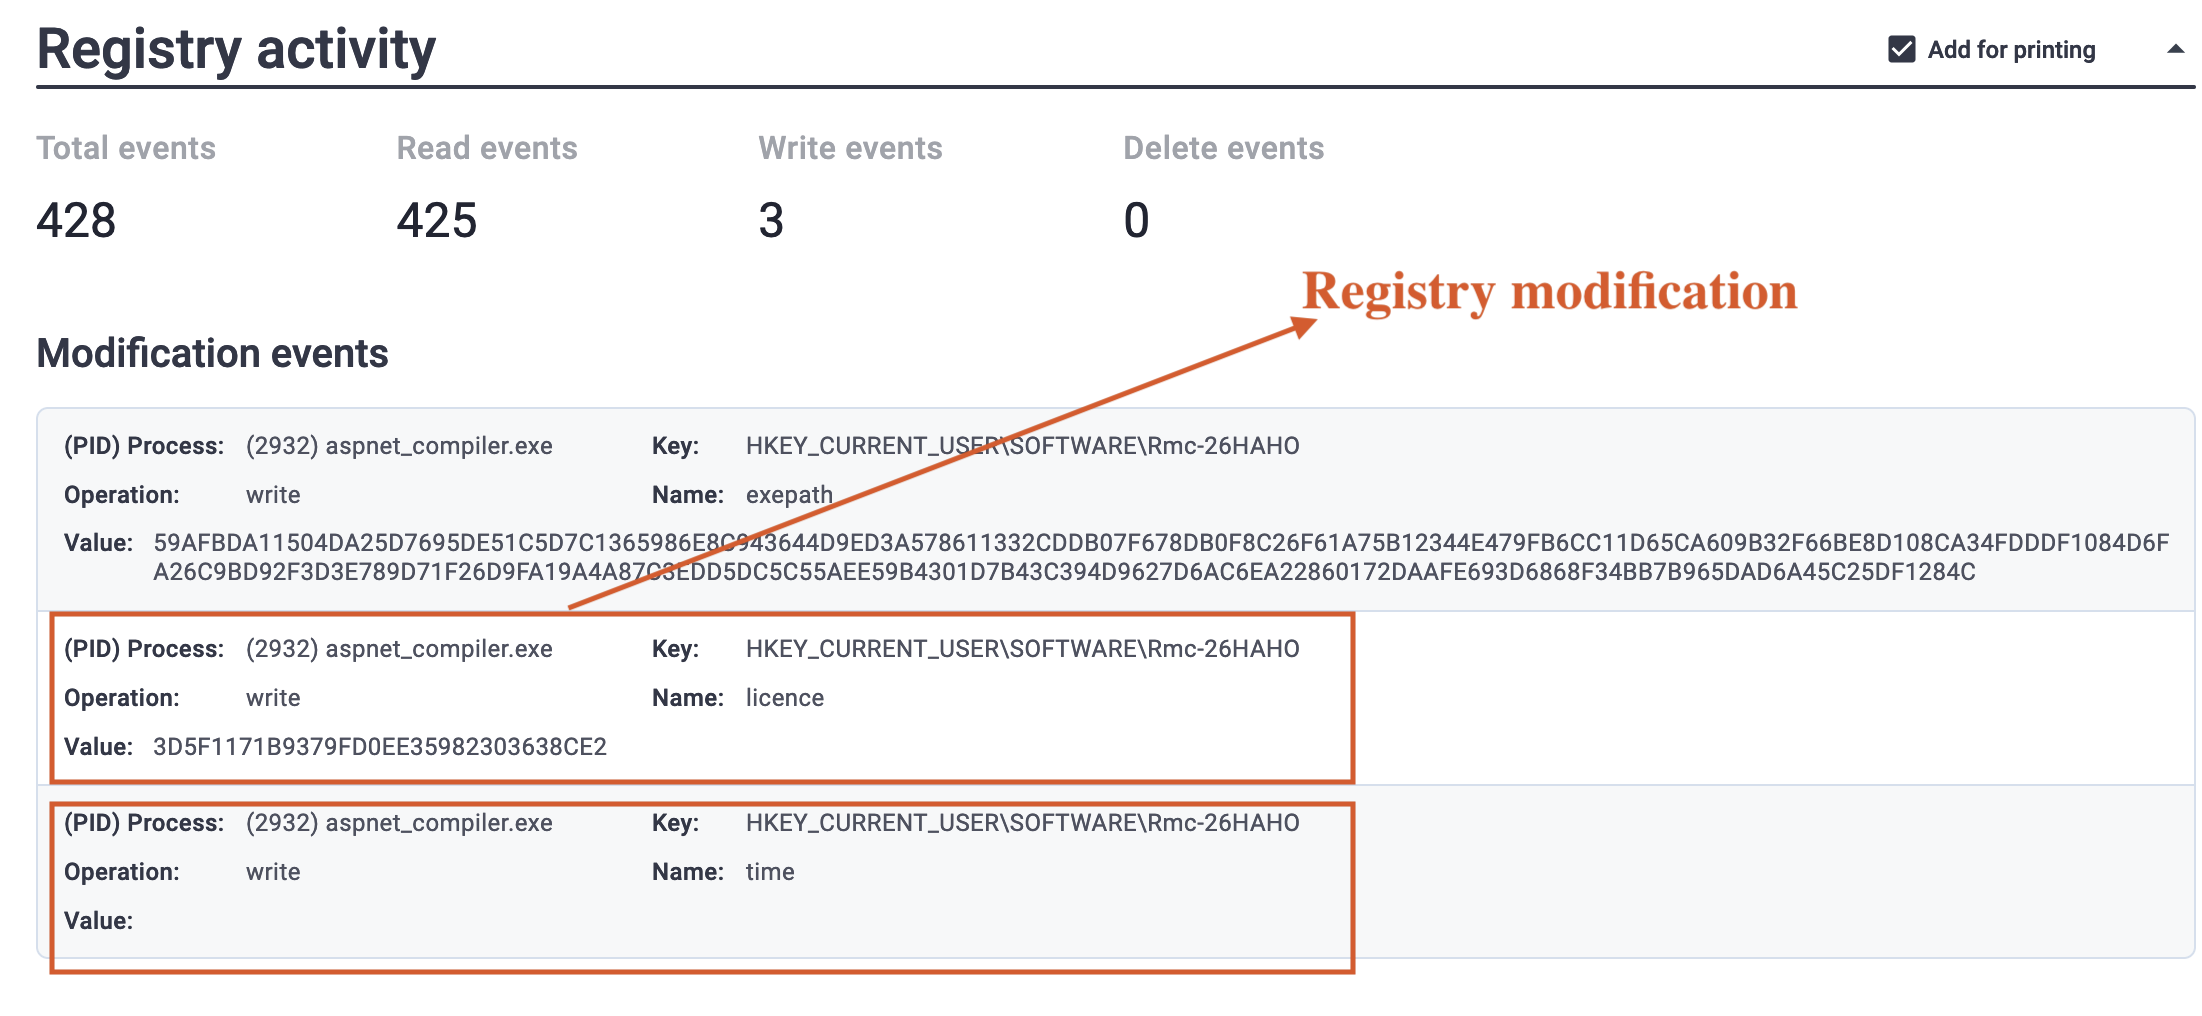 Registry activity
Add for printing
Total events Read events Write events Delete events
428 425 3 0
Registry modification
Modification events
(PID) Process: (2932) aspnet_compiler.exe Key: HKEY_CURRENT_USER\SOFTWARE\Rmc-26HAHO
Operation: write Name: exepath
Value: 59AFBDA11504DA25D7695DE51C5D7C1365986E8C943644D9ED3A578611332CDDB07F678DB0F8C26F61A75B12344E479FB6CC11D65CA609B32F66BE8D108CA34FDDDF1084D6F
A26C9BD92F3D3E789D71F26D9FA19A4A87C3EDD5DC5C55AEE59B4301D7B43C394D9627D6AC6EA22860172DAAFE693D6868F34BB7B965DAD6A45C25DF1284C
(PID) Process: (2932) aspnet_compiler.exe Key: HKEY_CURRENT_USER\SOFTWARE\Rmc-26HAHO
Operation: write Name: licence
Value: 3D5F1171B9379FD0EE35982303638CE2
(PID) Process: (2932) aspnet_compiler.exe Key: HKEY_CURRENT_USER\SOFTWARE\Rmc-26HAHO
Operation: write Name: time
Value: